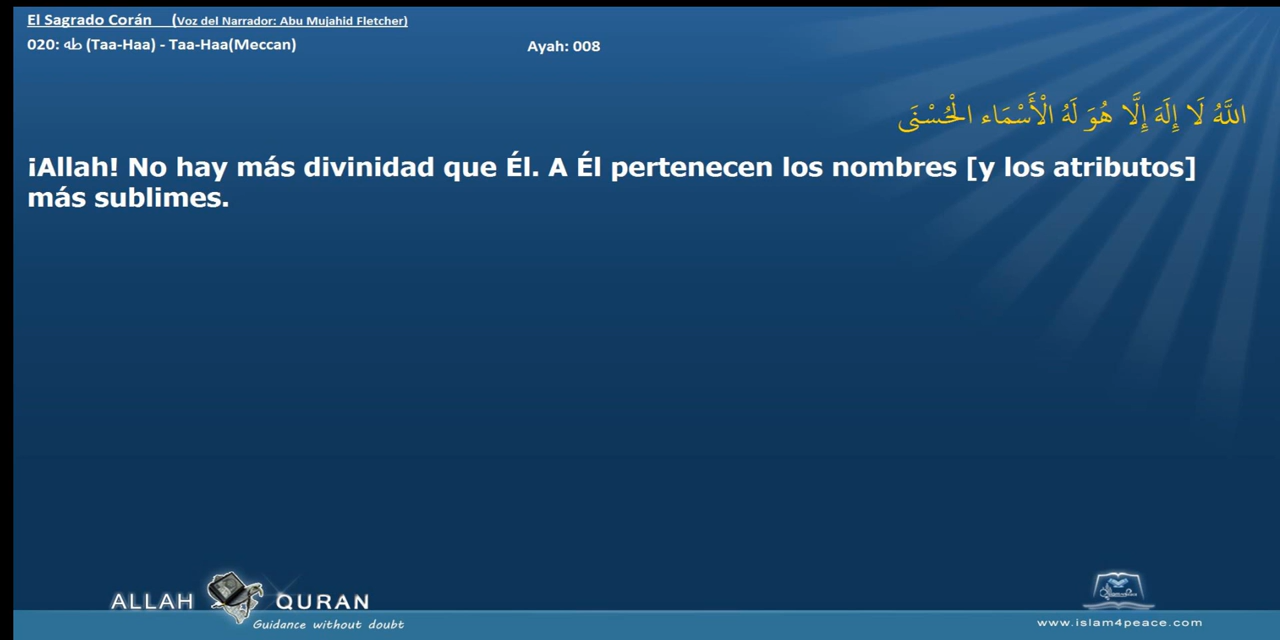 El Sagrado Corán (Voz del Narrador: Abu Mujahid Fletcher)
020: طه (Taa-Haa) - Taa-Haa(Meccan) Ayah: 008
اللَّهُ لَا إِلَهَ إِلَّا هُوَ لَهُ الْأَسْمَاء الْحُسْنَى
¡Allah! No hay más divinidad que Él. A Él pertenecen los nombres [y los atributos]
más sublimes.
ALLAH QURAN
Guidance without doubt
www.islam4peace.com